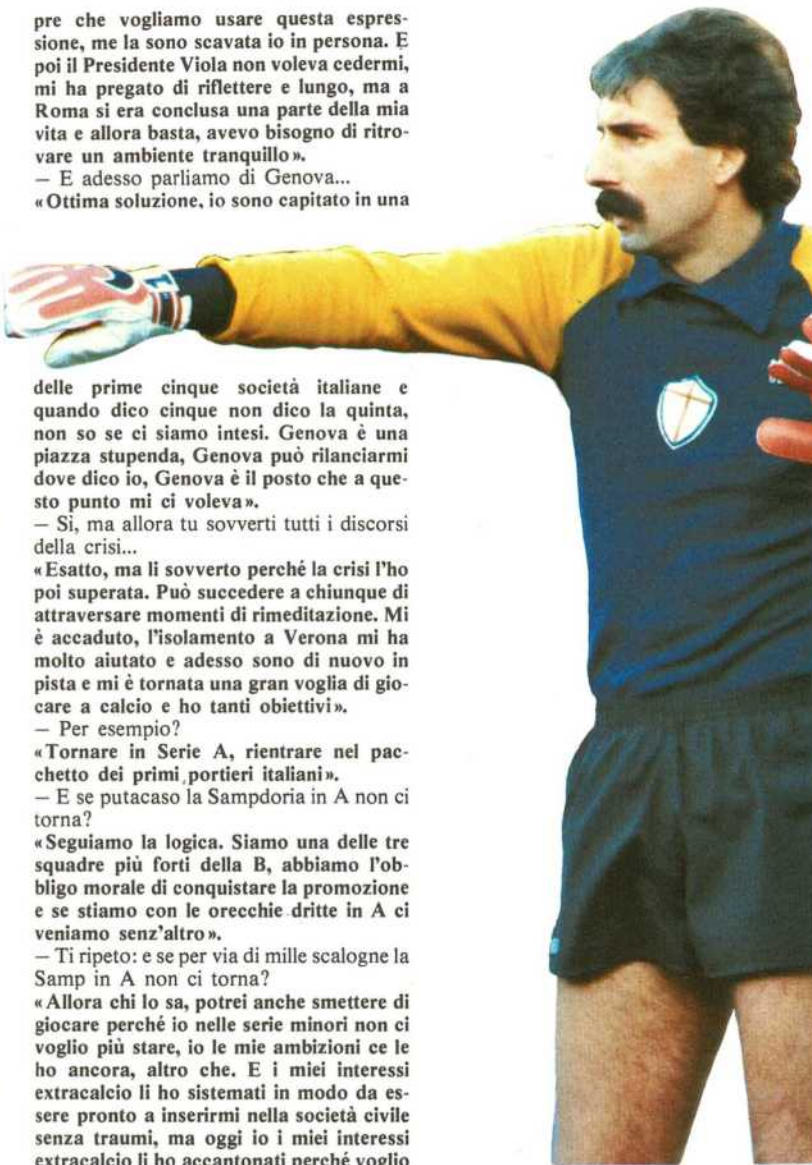 pre che vogliamo usare questa espres-
sione, me la sono scavata io in persona. E
poi il Presidente Viola non voleva cedermi,
mi ha pregato di riflettere e lungo, ma a
Roma si era conclusa una parte della mia
vita e allora basta, avevo bisogno di ritro-
vare un ambiente tranquillo».
— E adesso parliamo di Genova...
«Ottima soluzione, io sono capitato in una
delle prime cinque società italiane e
quando dico cinque non dico la quinta,
non so se ci siamo intesi. Genova è una
piazza stupenda, Genova può rilanciarmi
dove dico io, Genova è il posto che a que-
sto punto mi ci voleva».
— Sì, ma allora tu sovverti tutti i discorsi
della crisi...
«Esatto, ma li sovverto perché la crisi l'ho
poi superata. Può succedere a chiunque di
attraversare momenti di rimeditazione. Mi
è accaduto, l'isolamento a Verona mi ha
molto aiutato e adesso sono di nuovo in
pista e mi è tornata una gran voglia di gio-
care a calcio e ho tanti obiettivi».
— Per esempio?
«Tornare in Serie A, rientrare nel pac-
chetto dei primi portieri italiani».
— E se putacaso la Sampdoria in A non ci
torna?
«Seguiamo la logica. Siamo una delle tre
squadre più forti della B, abbiamo l'ob-
bligo morale di conquistare la promozione
e se stiamo con le orecchie dritte in A ci
veniamo senz'altro».
— Ti ripeto: e se per via di mille scalogne la
Samp in A non ci torna?
«Allora chi lo sa, potrei anche smettere di
giocare perché io nelle serie minori non ci
voglio più stare, io le mie ambizioni ce le
ho ancora, altro che. E i miei interessi
extracalcio li ho sistemati in modo da es-
sere pronto a inserirmi nella società civile
senza traumi, ma oggi io i miei interessi
extracalcio li ho accantonati perché voglio